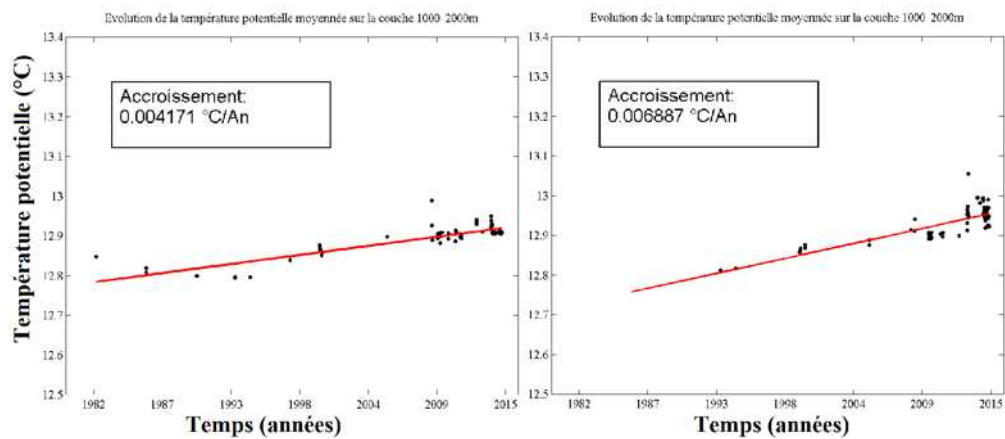 Evolution de la température potentielle moyennée sur la couche 1000 2000m
Température potentielle (°C)
13.4
13.3
13.2
13.1
13
12.9
12.8
12.7
12.6
12.5
Accroissement:
0.004171 °C/An
1982 1987 1993 1998 2004 2009 2015
Temps (années)
Evolution de la température potentielle moyennée sur la couche 1000 2000m
13.4
13.3
13.2
13.1
13
12.9
12.8
12.7
12.6
12.5
Accroissement:
0.006887 °C/An
1982 1987 1993 1998 2004 2009 2015
Temps (années)